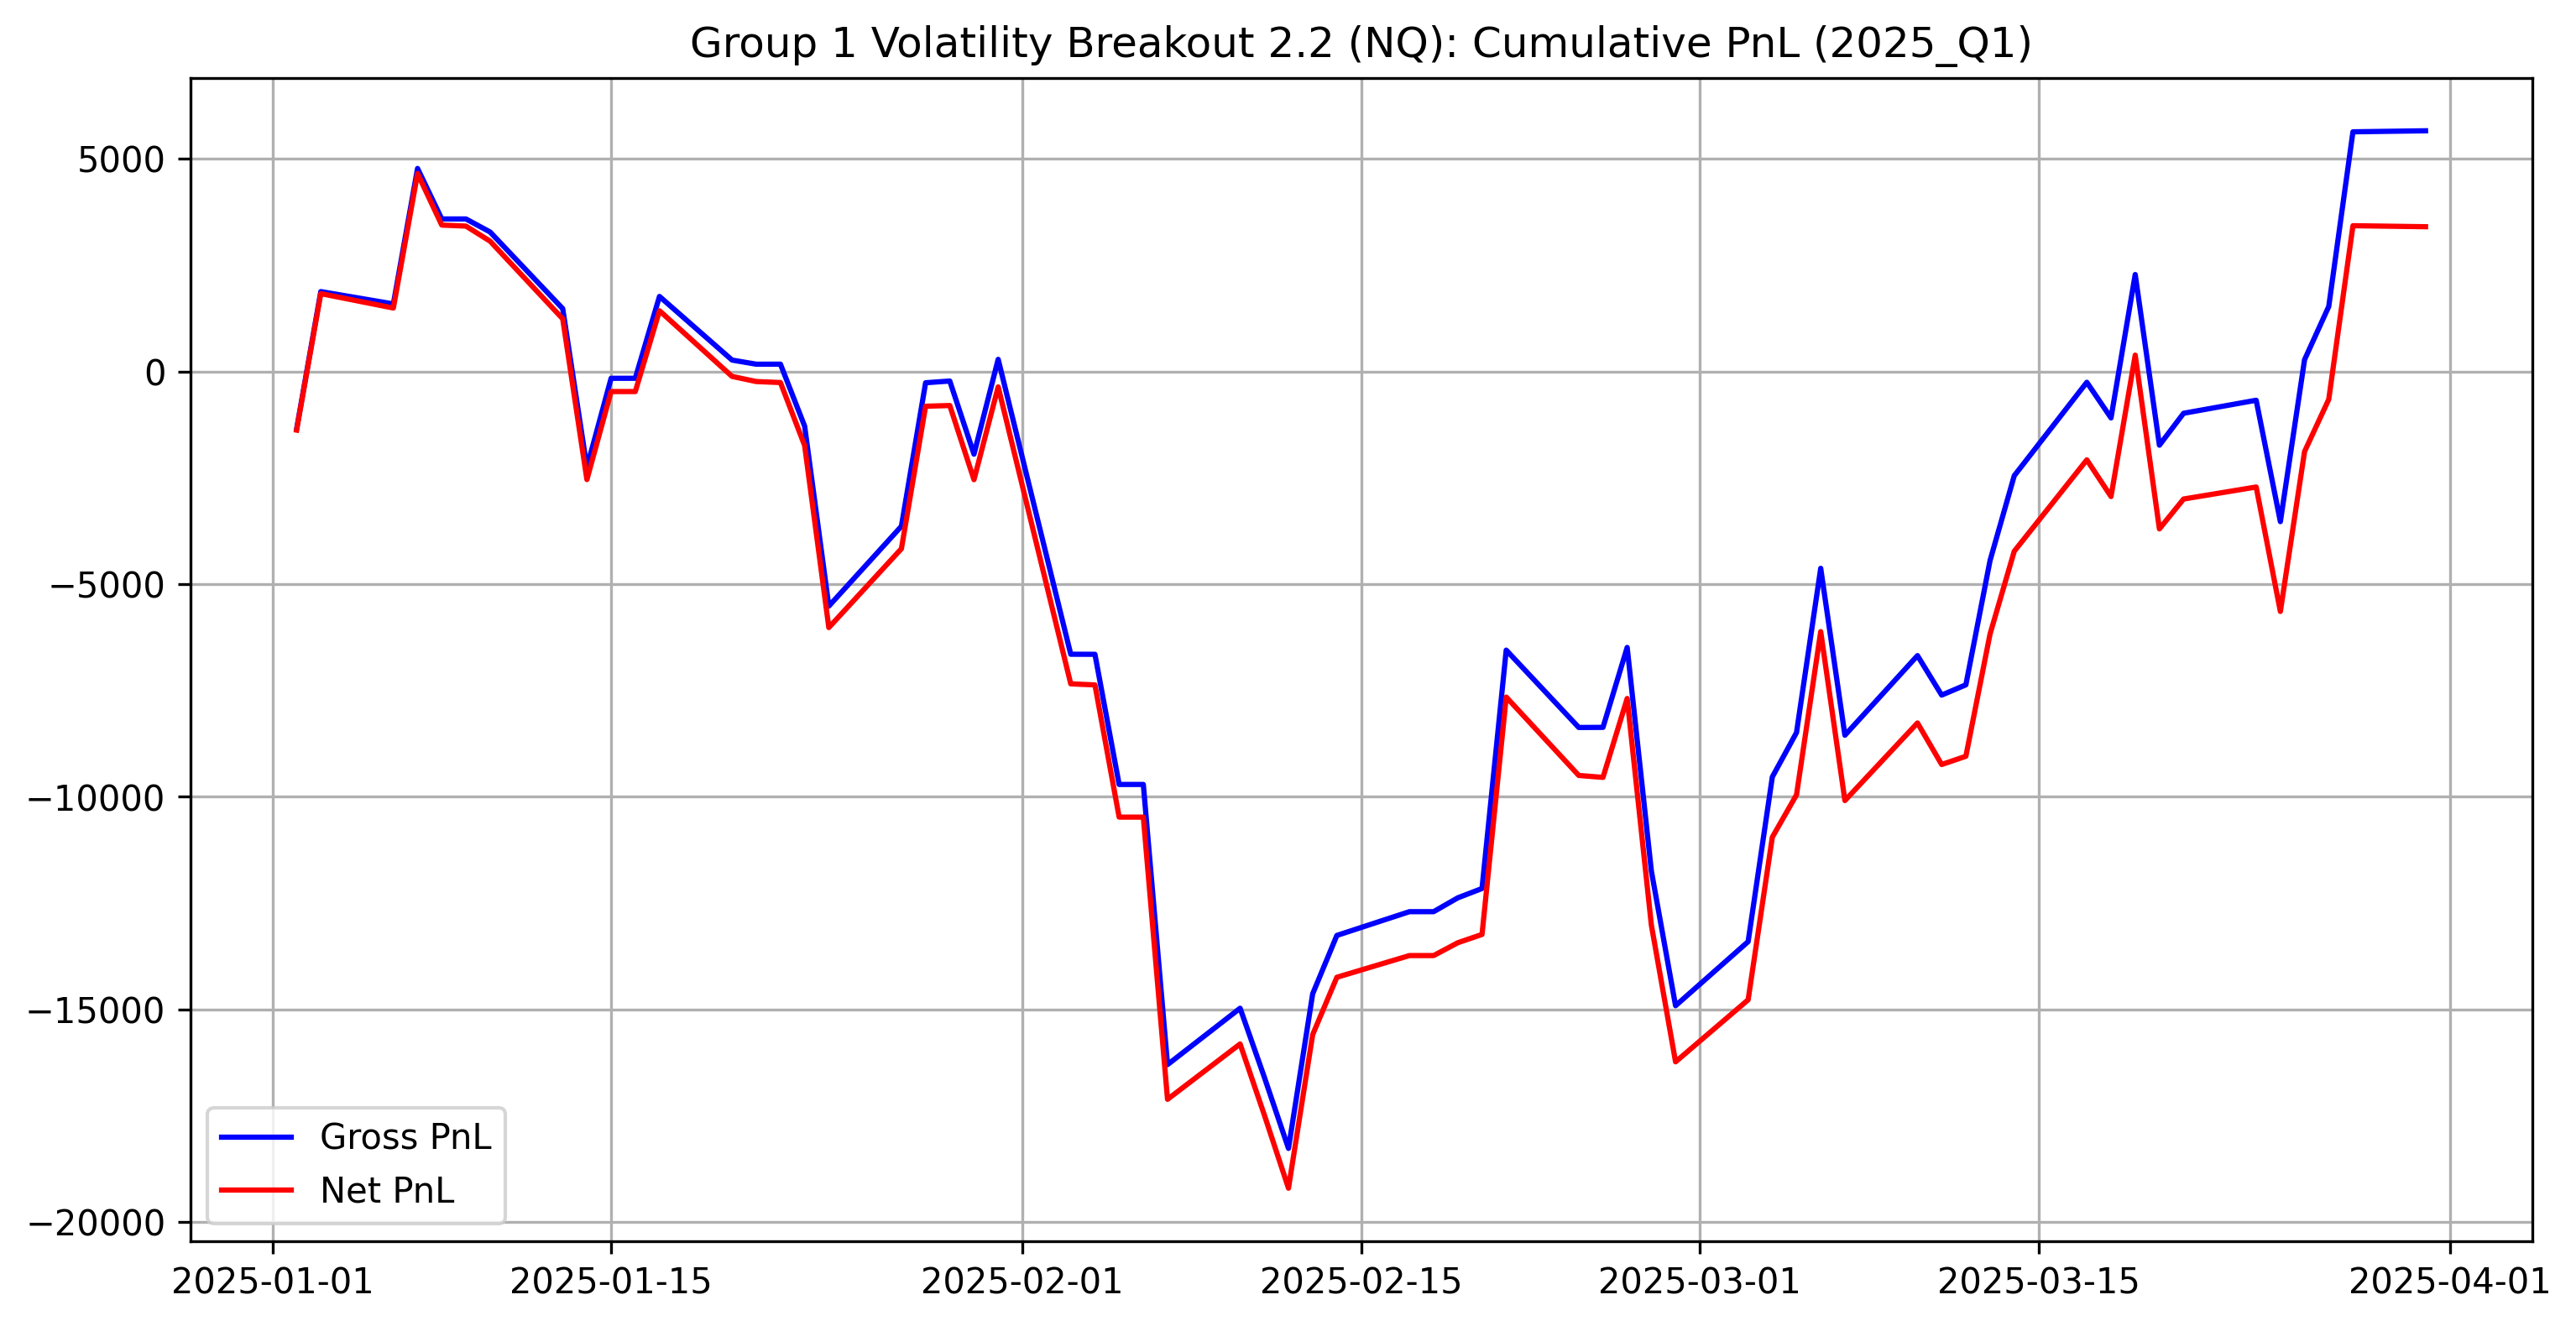 Group 1 Volatility Breakout 2.2 (NQ): Cumulative PnL (2025_Q1)
5000
0
−5000
−10000
−15000
−20000
Gross PnL
Net PnL
2025-01-01 2025-01-15 2025-02-01 2025-02-15 2025-03-01 2025-03-15 2025-04-01